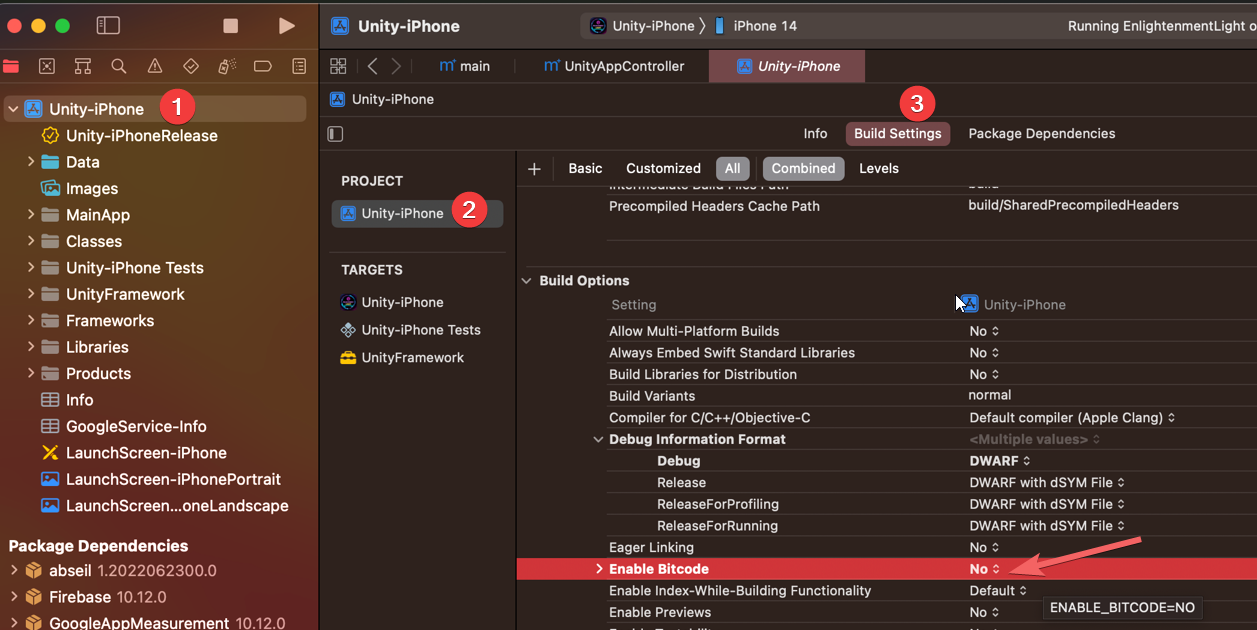 Unity-iPhone
Unity-iPhone
iPhone 14
Running EnlightenmentLight o
main
UnityAppController
Unity-iPhone
Unity-iPhone
Info
Build Settings
Package Dependencies
3
Basic
Customized
All
Combined
Levels
Unity-iPhone
1
Unity-iPhoneRelease
Data
Images
MainApp
Classes
Unity-iPhone Tests
UnityFramework
Frameworks
Libraries
Products
Info
GoogleService-Info
LaunchScreen-iPhone
LaunchScreen-iPhonePortrait
LaunchScreen...oneLandscape
Package Dependencies
abseil 1.2022062300.0
Firebase 10.12.0
GoogleAppMeasurement 10.12.0
PROJECT
Unity-iPhone
2
TARGETS
Unity-iPhone
Unity-iPhone Tests
UnityFramework
Intermediate Build Files Path build
Precompiled Headers Cache Path build/SharedPrecompiledHeaders
Build Options
Setting Unity-iPhone
Allow Multi-Platform Builds No
Always Embed Swift Standard Libraries No
Build Libraries for Distribution No
Build Variants normal
Compiler for C/C++/Objective-C Default compiler (Apple Clang)
Debug Information Format <Multiple values>
Debug DWARF
Release DWARF with dSYM File
ReleaseForProfiling DWARF with dSYM File
ReleaseForRunning DWARF with dSYM File
Eager Linking No
Enable Bitcode No
Enable Index-While-Building Functionality Default
Enable Previews No
ENABLE_BITCODE=NO